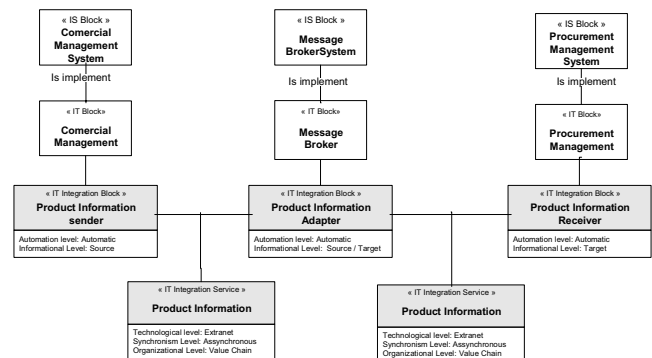 « IS Block »
Comercial
Management
System
« IS Block »
Message
BrokerSystem
« IS Block »
Procurement
Management
System
Is implement
Is implement
Is implement
« IT Block»
Comercial
Management
« IT Block»
Message
Broker
« IT Block»
Procurement
Management
« IT Integration Block »
Product Information
sender
Automation level: Automatic
Informational Level: Source
« IT Integration Block »
Product Information
Adapter
Automation level: Automatic
Informational Level: Source / Target
« IT Integration Block »
Product Information
Receiver
Automation level: Automatic
Informational Level: Target
« IT Integration Service »
Product Information
Technological level: Extranet
Synchronism Level: Assynchronous
Organizational Level: Value Chain
« IT Integration Service »
Product Information
Technological level: Extranet
Synchronism Level: Assynchronous
Organizational Level: Value Chain